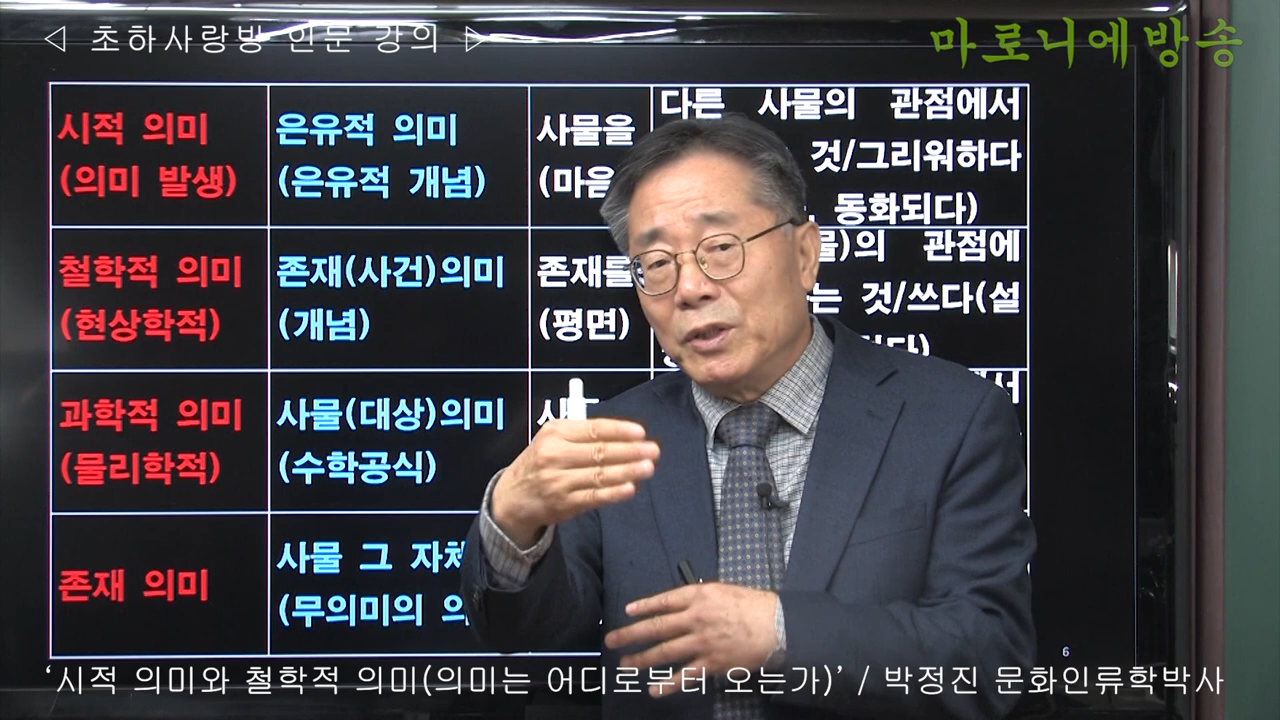 ◁ 초하사랑방 인문 강의 ▷
마로니에방송
시적 의미
(의미 발생)
은유적 의미
(은유적 개념)
사물을
(마음
다른 사물의 관점에서
것/그리워하다
동화되다)
철학적 의미
(현상학적)
존재(사건)의미
(개념)
존재를
(평면)
물)의 관점에
는 것/쓰다(설
과학적 의미
(물리학적)
사물(대상)의미
(수학공식)
존재 의미
사물 그 자체
(무의미의
6
‘시적 의미와 철학적 의미(의미는 어디로부터 오는가)’ / 박정진 문화인류학박사